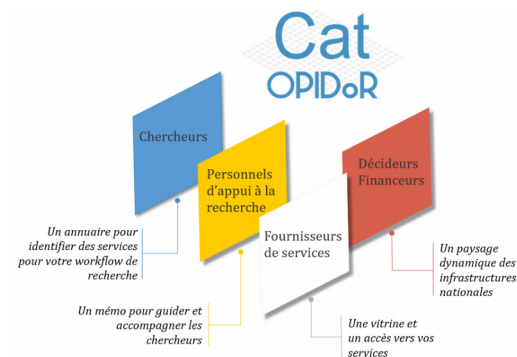 Cat
OPIDoR
Chercheurs
Personnels
d'appui à la
recherche
Fournisseurs
de services
Décideurs
Financeurs
Un annuaire pour
identifier des services
pour votre workflow de
recherche
Un mémo pour guider et
accompagner les
chercheurs
Une vitrine et
un accès vers vos
services
Un paysage
dynamique des
infrastructures
nationales